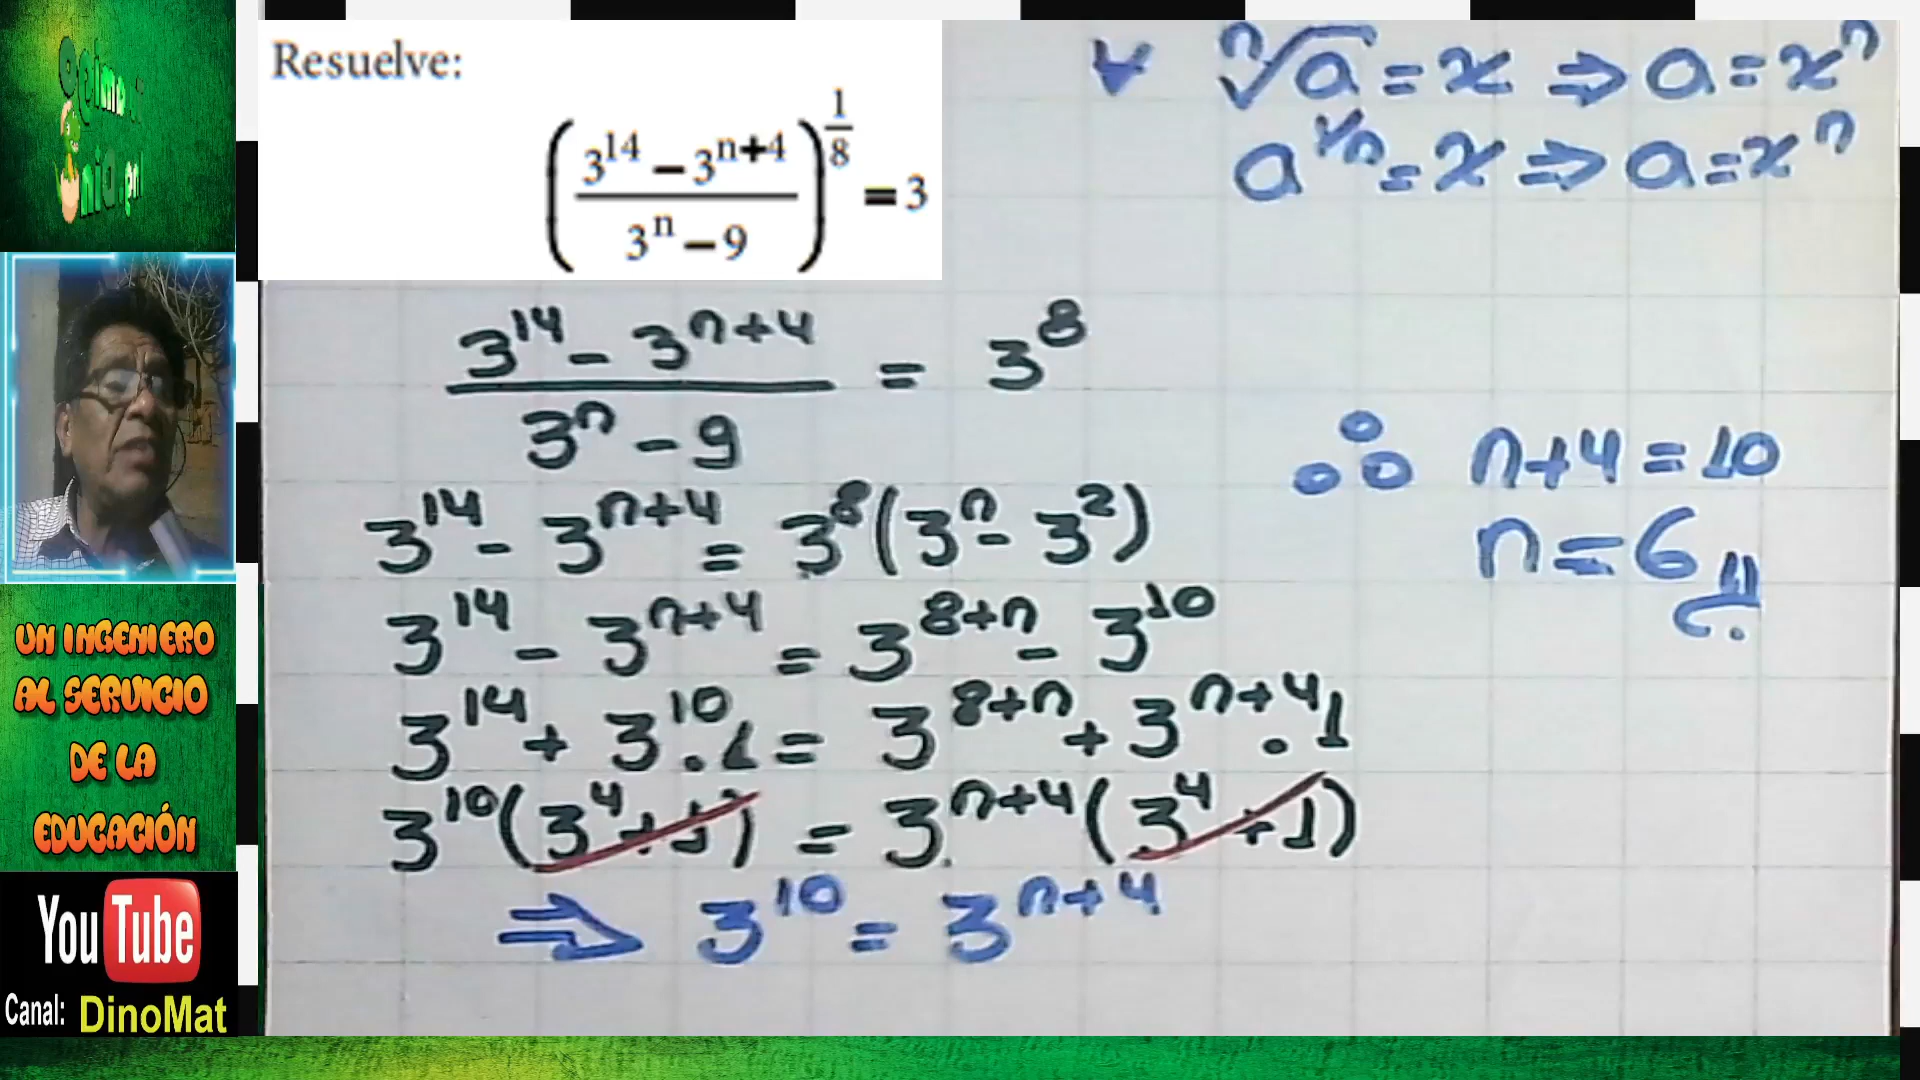 Resuelve:
(3^14 − 3^(n+4) / 3^n − 9)^(1/8) = 3
ⁿ√a = x ⇒ a = x^n
a^(1/n) = x ⇒ a = x^n
3^14 - 3^(n+4) / 3^n - 9 = 3^8
3^14 - 3^(n+4) = 3^8(3^n - 3^2)
3^14 - 3^(n+4) = 3^(8+n) - 3^10
3^14 + 3^10 . 1 = 3^(8+n) + 3^(n+4) . 1
3^10(3^4 + 1) = 3^(n+4)(3^4 + 1)
⇒ 3^10 = 3^(n+4)
∴ n+4 = 10
n = 6
UN INGENIERO
AL SERVICIO
DE LA
EDUCACIÓN
YouTube
Canal: DinoMat